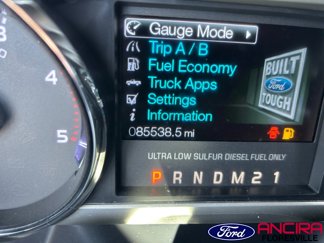 Gauge Mode
Trip A / B
Fuel Economy
Truck Apps
Settings
Information
085538.5 mi
BUILT
Ford
TOUGH
4
5
ULTRA LOW SULFUR DIESEL FUEL ONLY
P R N D M 2 1
Ford ANCIRA
FLORESVILLE